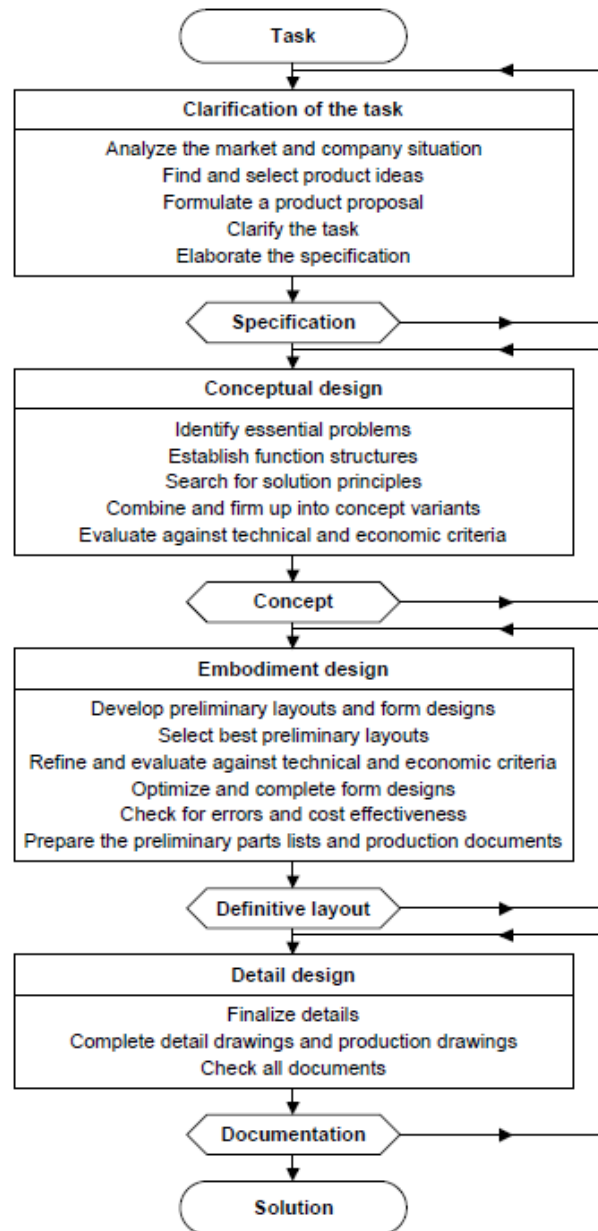 Task
Clarification of the task
Analyze the market and company situation
Find and select product ideas
Formulate a product proposal
Clarify the task
Elaborate the specification
Specification
Conceptual design
Identify essential problems
Establish function structures
Search for solution principles
Combine and firm up into concept variants
Evaluate against technical and economic criteria
Concept
Embodiment design
Develop preliminary layouts and form designs
Select best preliminary layouts
Refine and evaluate against technical and economic criteria
Optimize and complete form designs
Check for errors and cost effectiveness
Prepare the preliminary parts lists and production documents
Definitive layout
Detail design
Finalize details
Complete detail drawings and production drawings
Check all documents
Documentation
Solution